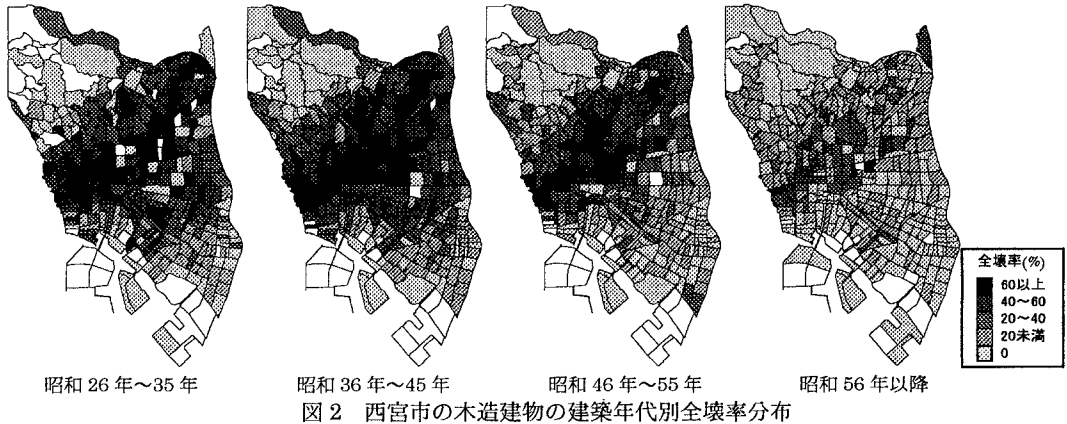 全壊率(%)
60以上
40～60
20～40
20未満
0
昭和 26 年～35 年
昭和 36 年～45 年
昭和 46 年～55 年
昭和 56 年以降
図 2　西宮市の木造建物の建築年代別全壊率分布